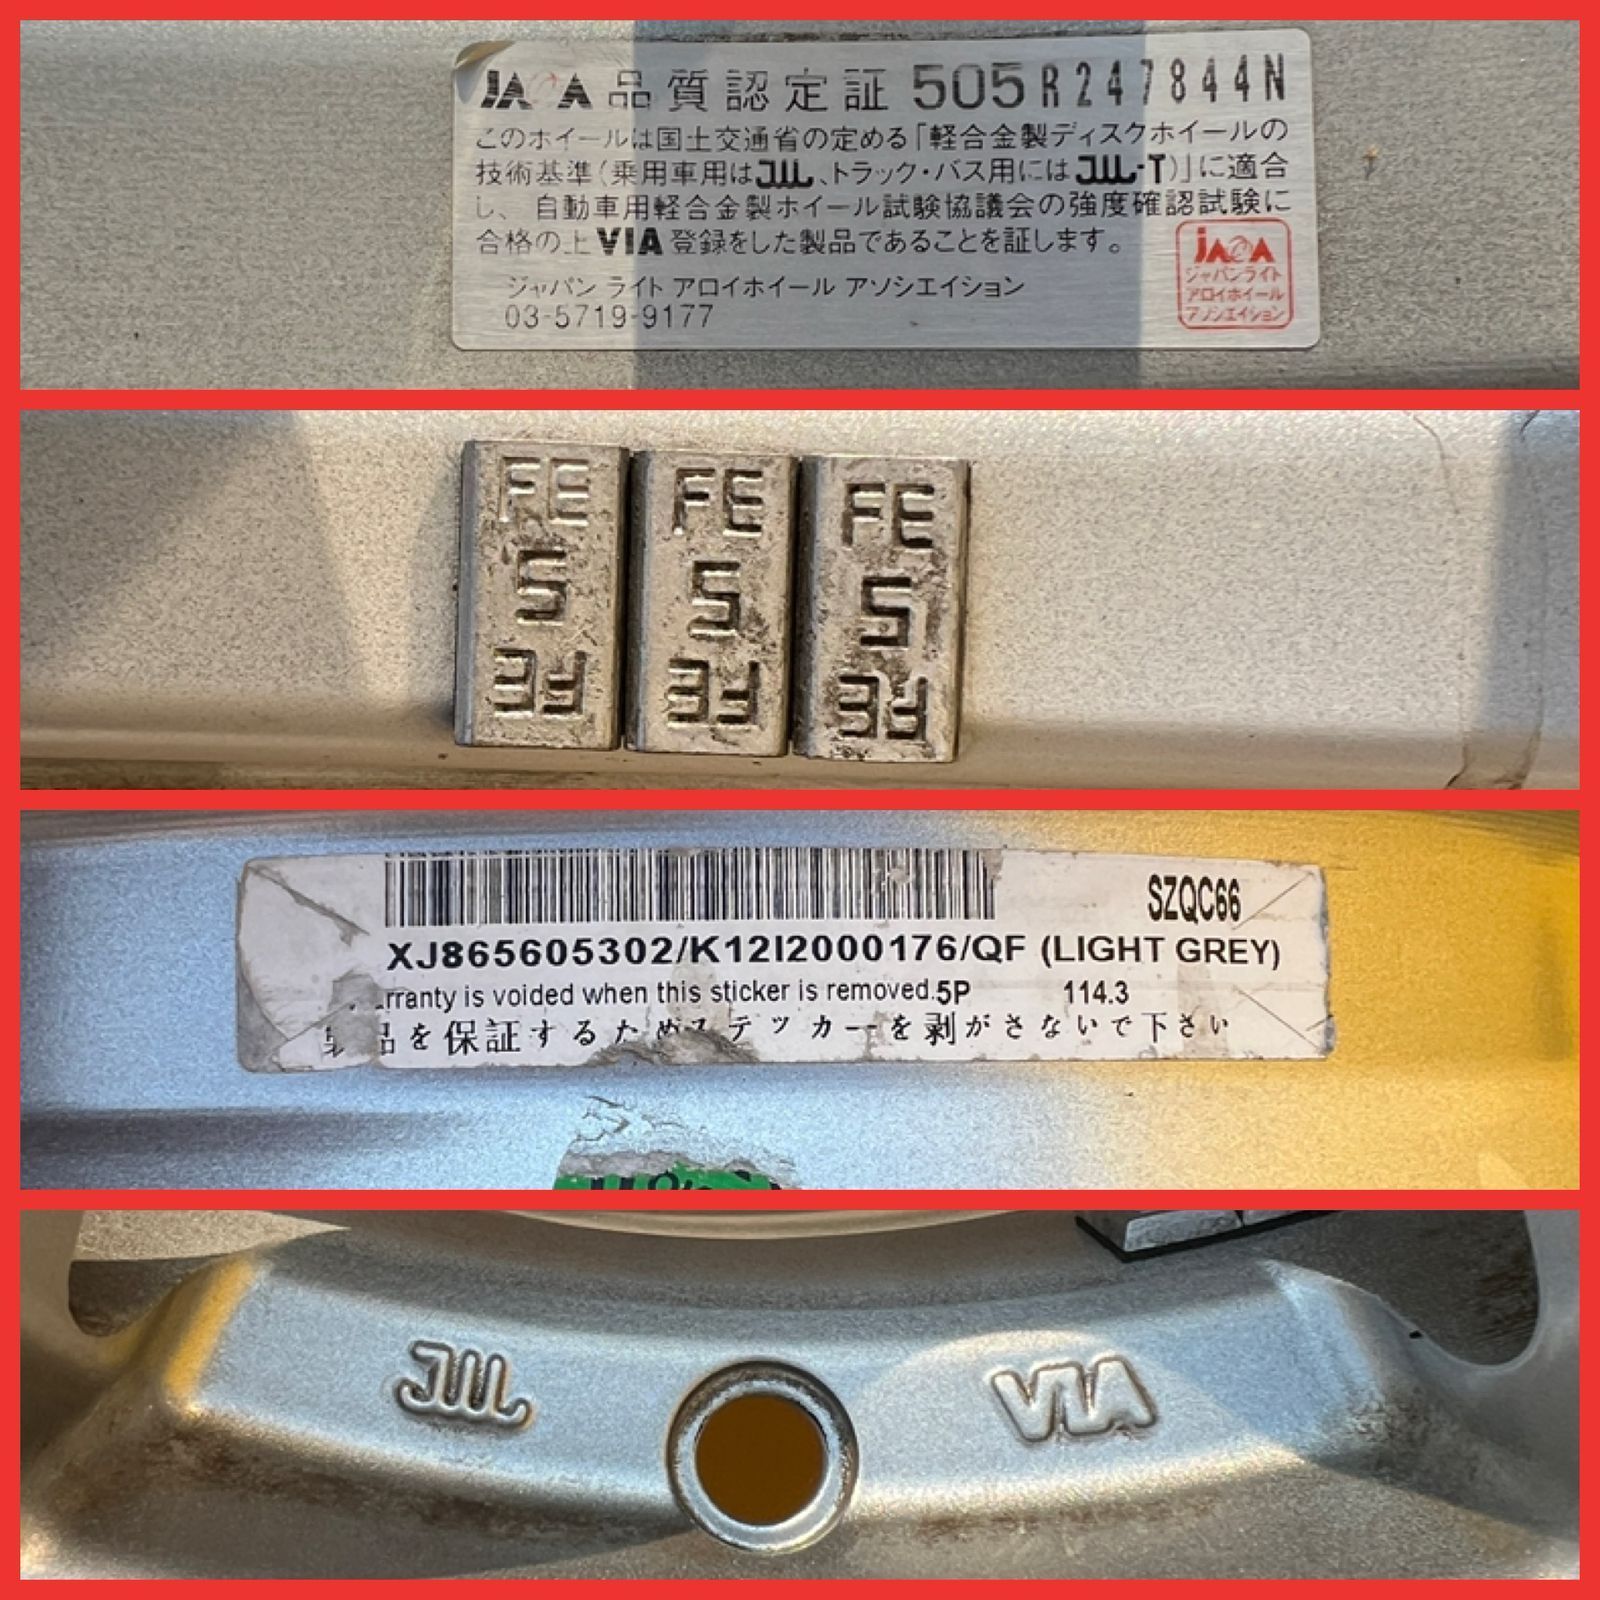 JAWA 品質認定証 505 R247844N
このホイールは国土交通省の定める「軽合金製ディスクホイールの
技術基準(乗用車用はJWL、トラック・バス用にはJWL-T)」に適合
し、自動車用軽合金製ホイール試験協議会の強度確認試験に
合格の上VIA登録をした製品であることを証します。
JAWA
ジャパンライト
アロイホイール
アソシエイション
ジャパン ライト アロイホイール アソシエイション
03-5719-9177
FE FE FE
5 5 5
FE FE FE
SZQC66
XJ865605302/K12I2000176/QF (LIGHT GREY)
rranty is voided when this sticker is removed. 5P 114.3
品を保証するためステッカーを剥がさないで下さい
JWL VIA